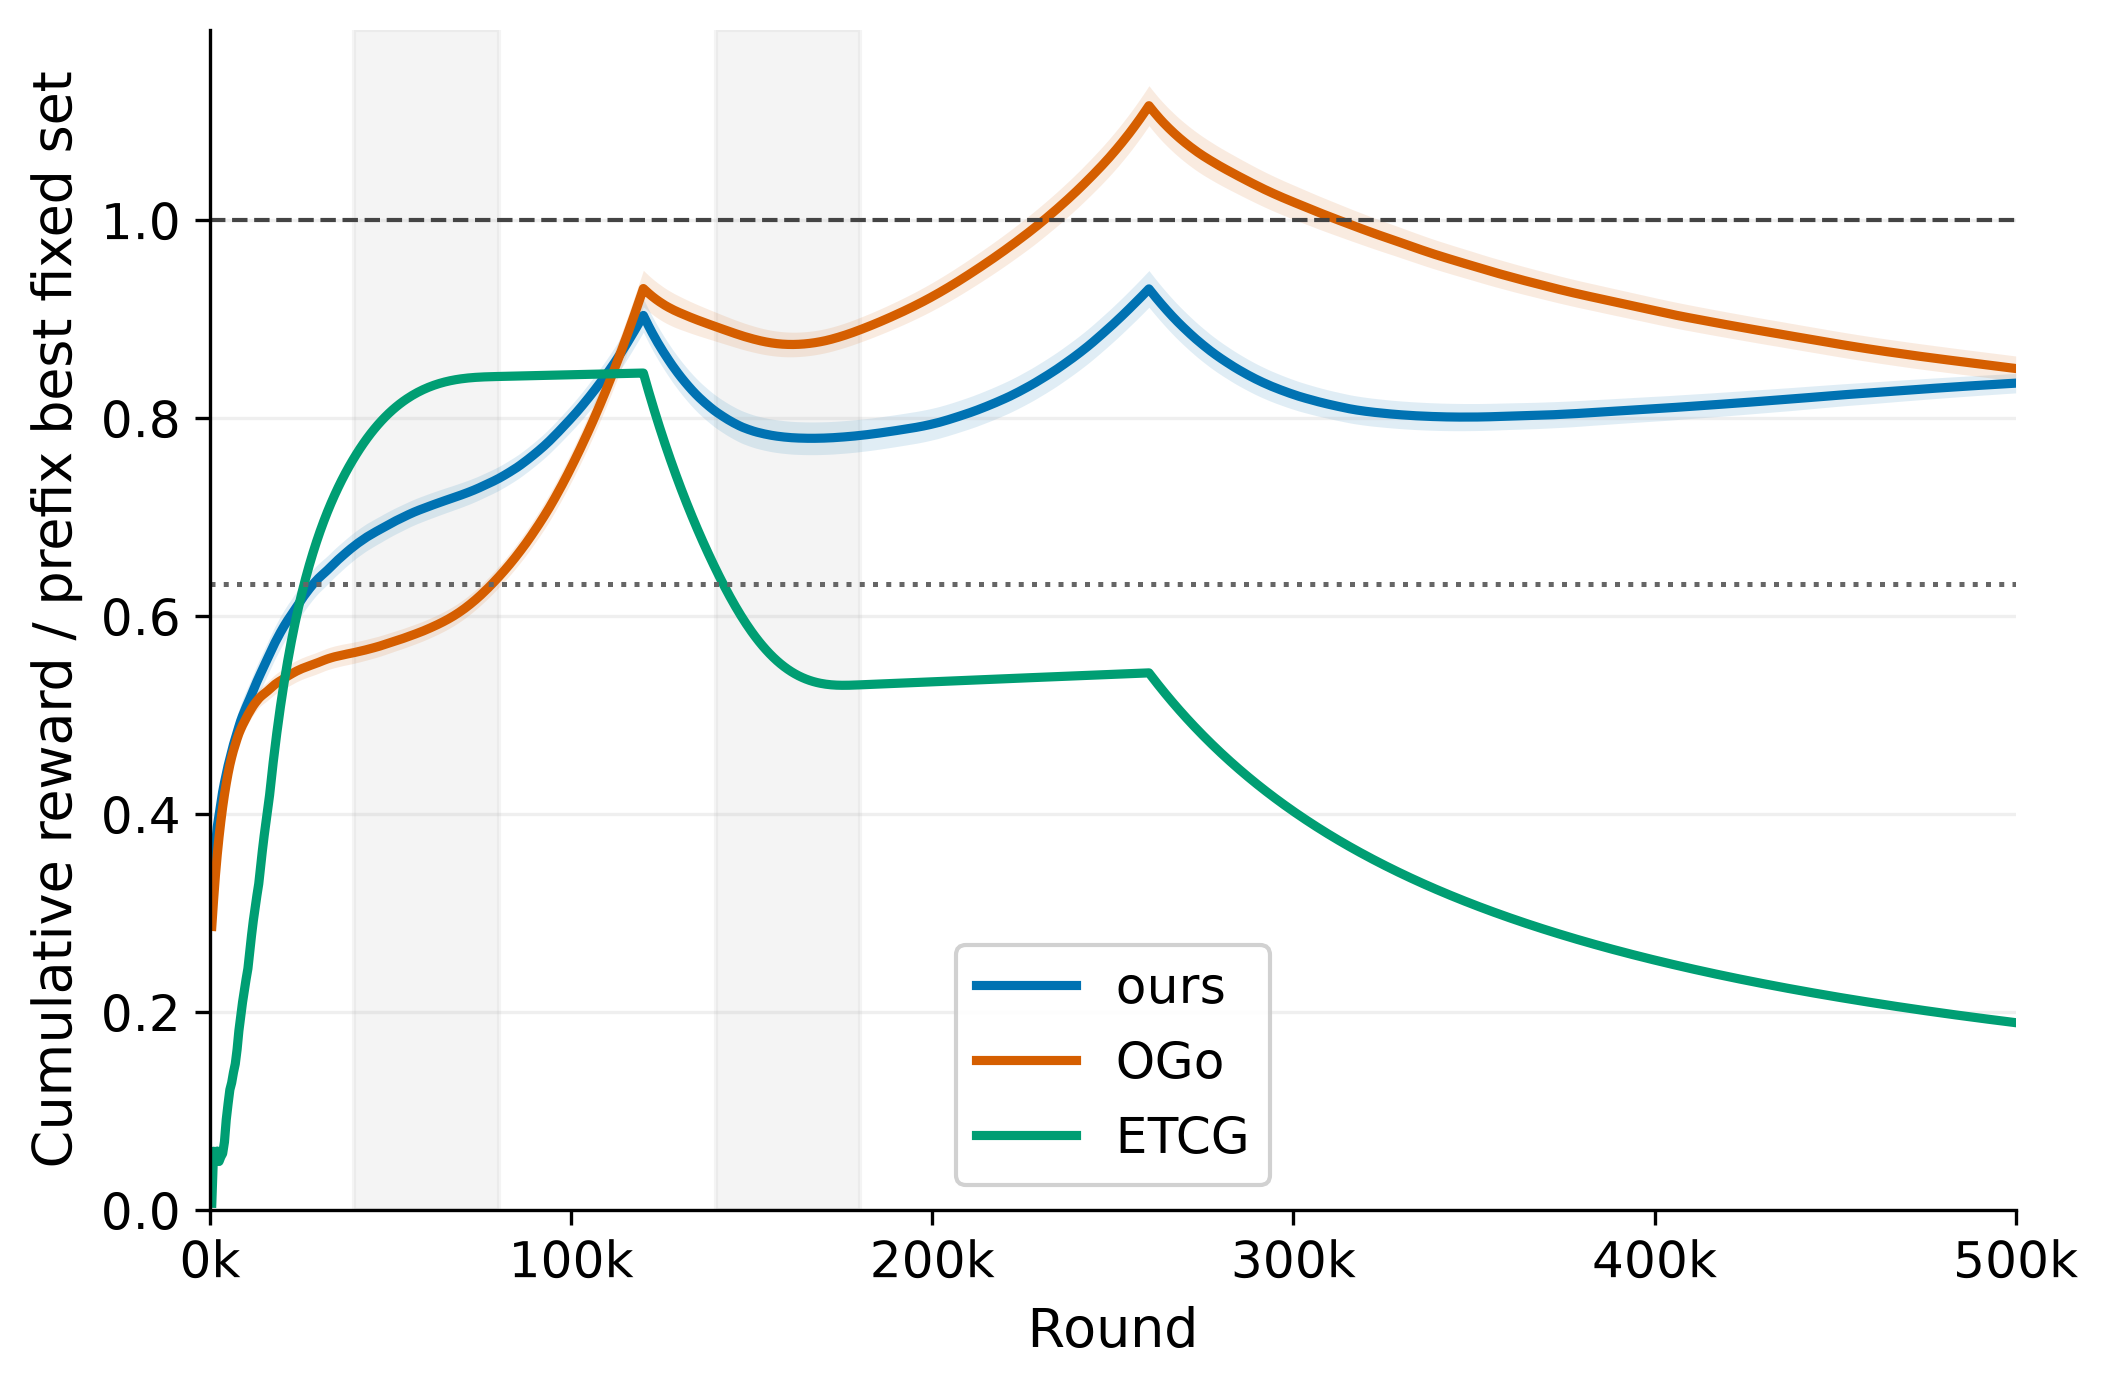 Cumulative reward / prefix best fixed set
1.0
0.8
0.6
0.4
0.2
0.0
0k
100k
200k
300k
400k
500k
Round
ours
OGo
ETCG